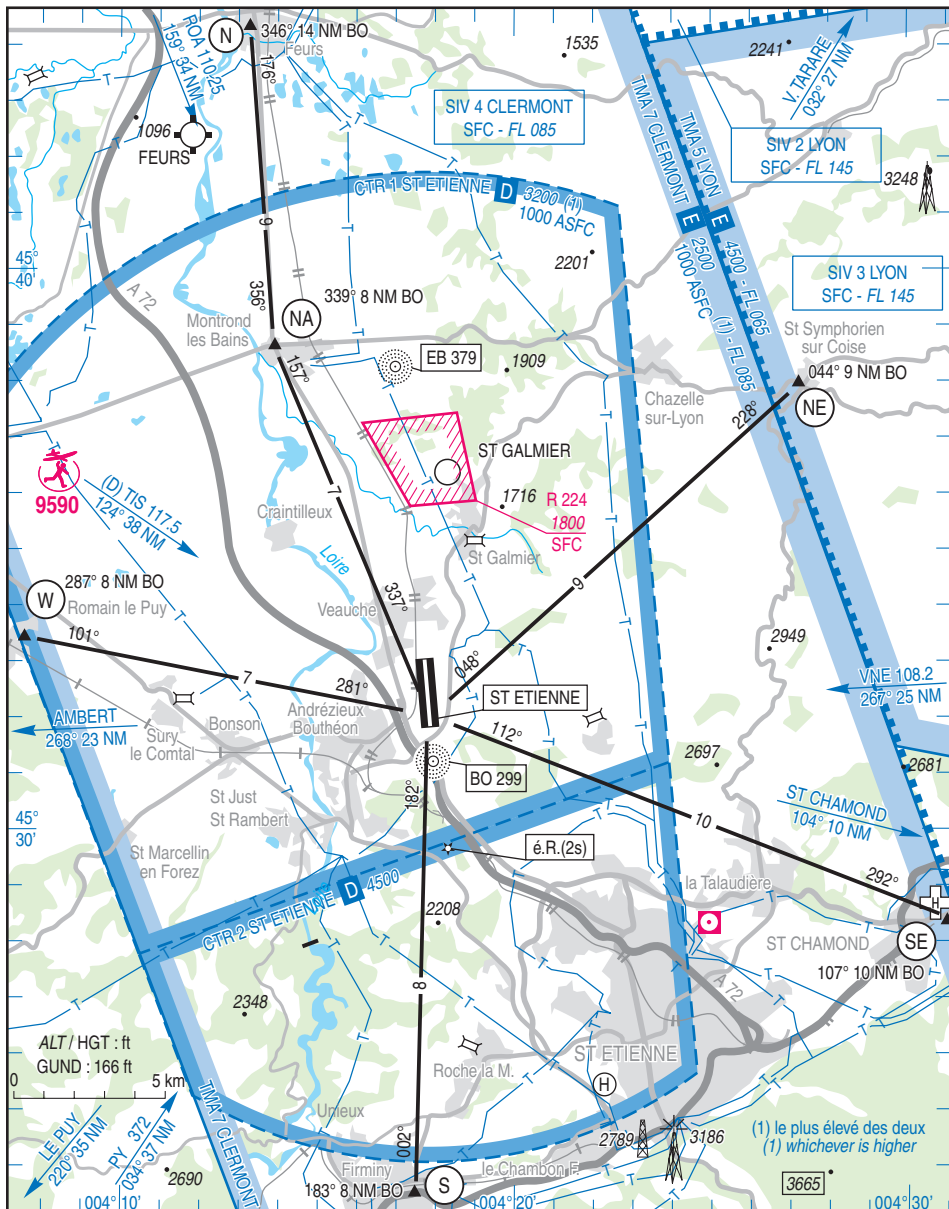 N
346° 14 NM BO
Feurs
ROA 110.25
159° 34 NM
176°
1535
2241
V. TARARE
032° 27 NM
SIV 4 CLERMONT
SFC - FL 085
TMA 7 CLERMONT
TMA 5 LYON
SIV 2 LYON
SFC - FL 145
1096
FEURS
3248
CTR 1 ST ETIENNE D 3200 (1)
1000 ASFC
E
E
9
2500
1000 ASFC
(1) - FL 085
4500 - FL 065
2201
45°
40'
A 72
SIV 3 LYON
SFC - FL 145
356°
339° 8 NM BO
NA
Montrond
les Bains
157°
EB 379
1909
St Symphorien
sur Coise
044° 9 NM BO
NE
Chazelle
sur-Lyon
228°
ST GALMIER
9590
(D) TIS 117.5
124° 38 NM
7
1716
R 224
1800
SFC
Craintilleux
Loire
St Galmier
9
287° 8 NM BO
W
Romain le Puy
Veauche
337°
101°
2949
7
281°
048°
VNE 108.2
267° 25 NM
AMBERT
268° 23 NM
Sury
le Comtal
Bonson
Andrézieux
Bouthéon
ST ETIENNE
112°
2697
2681
BO 299
182°
ST CHAMOND
104° 10 NM
45°
30'
St Just
St Rambert
10
é.R.(2s)
St Marcellin
en Forez
292°
la Talaudière
CTR 2 ST ETIENNE D 4500
2208
ST CHAMOND
SE
107° 10 NM BO
8
A 72
2348
ALT / HGT : ft
GUND : 166 ft
0
5 km
ST ETIENNE
Roche la M.
H
TMA 7 CLERMONT
Unieux
002°
2789
3186
(1) le plus élevé des deux
(1) whichever is higher
LE PUY
220° 35 NM
PY 372
034° 37 NM
2690
Firminy
le Chambon F.
183° 8 NM BO
S
3665
004° 10'
004° 20'
004° 30'